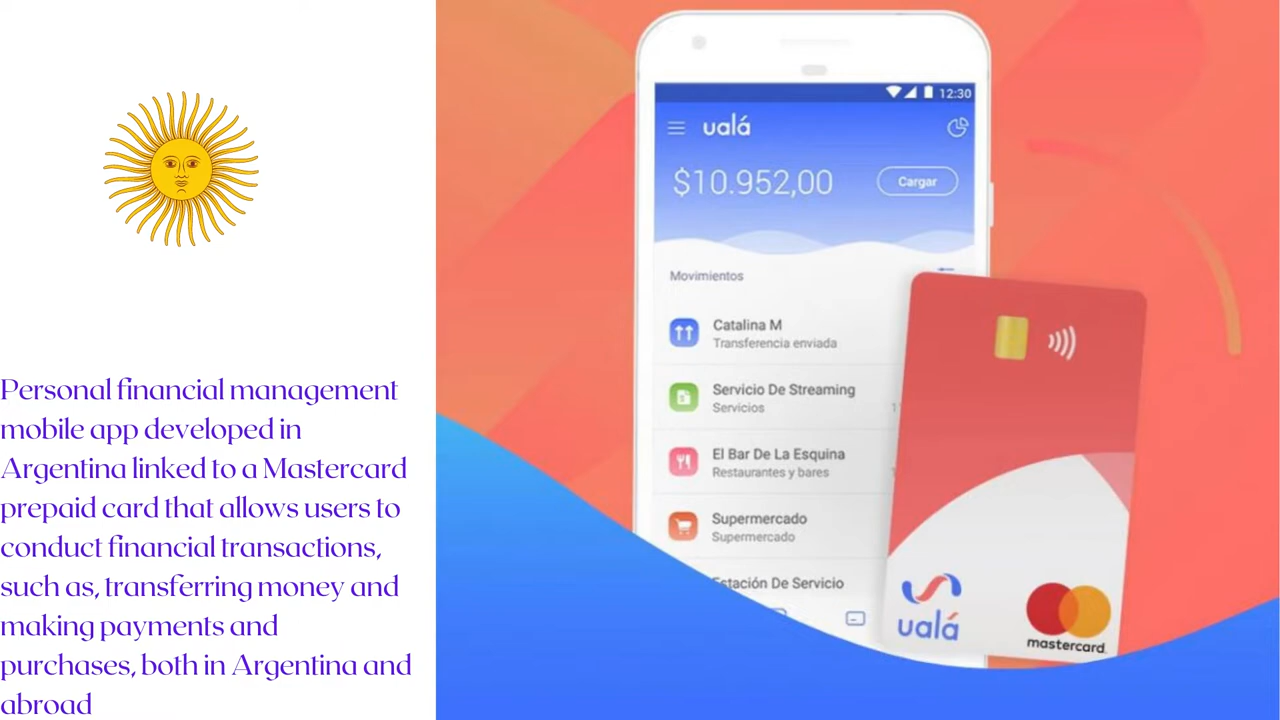 Personal financial management
mobile app developed in
Argentina linked to a Mastercard
prepaid card that allows users to
conduct financial transactions,
such as, transferring money and
making payments and
purchases, both in Argentina and
abroad
12:30
ualá
$10.952,00
Cargar
Movimientos
Catalina M
Transferencia enviada
Servicio De Streaming
Servicios
El Bar De La Esquina
Restaurantes y bares
Supermercado
Supermercado
Estación De Servicio
ualá
mastercard.